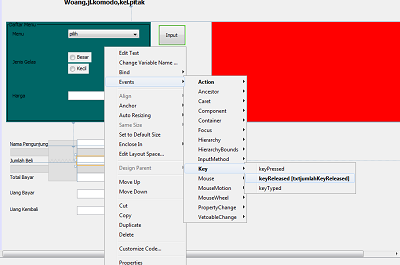 Woang,jl.komodo,kel.pitak
Daftar Menu
Menu
pilih
Input
Jenis Gelas
Besar
Kecil
Harga
Nama Pengunjung
Jumlah Beli
Total Bayar
Uang Bayar
Uang Kembali
Edit Text
Change Variable Name ...
Bind
Events
Align
Anchor
Auto Resizing
Same Size
Set to Default Size
Enclose In
Edit Layout Space...
Design Parent
Move Up
Move Down
Cut
Copy
Duplicate
Delete
Customize Code...
Properties
Action
Ancestor
Caret
Component
Container
Focus
Hierarchy
HierarchyBounds
InputMethod
Key
Mouse
MouseMotion
MouseWheel
PropertyChange
VetoableChange
keyPressed
keyReleased [txtjumlahKeyReleased]
keyTyped